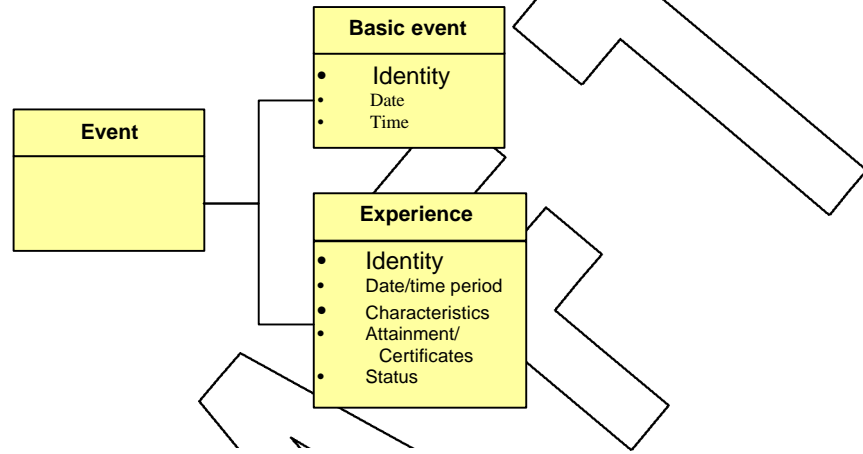 Basic event
• Identity
• Date
• Time
Event
Experience
• Identity
• Date/time period
• Characteristics
• Attainment/
Certificates
• Status